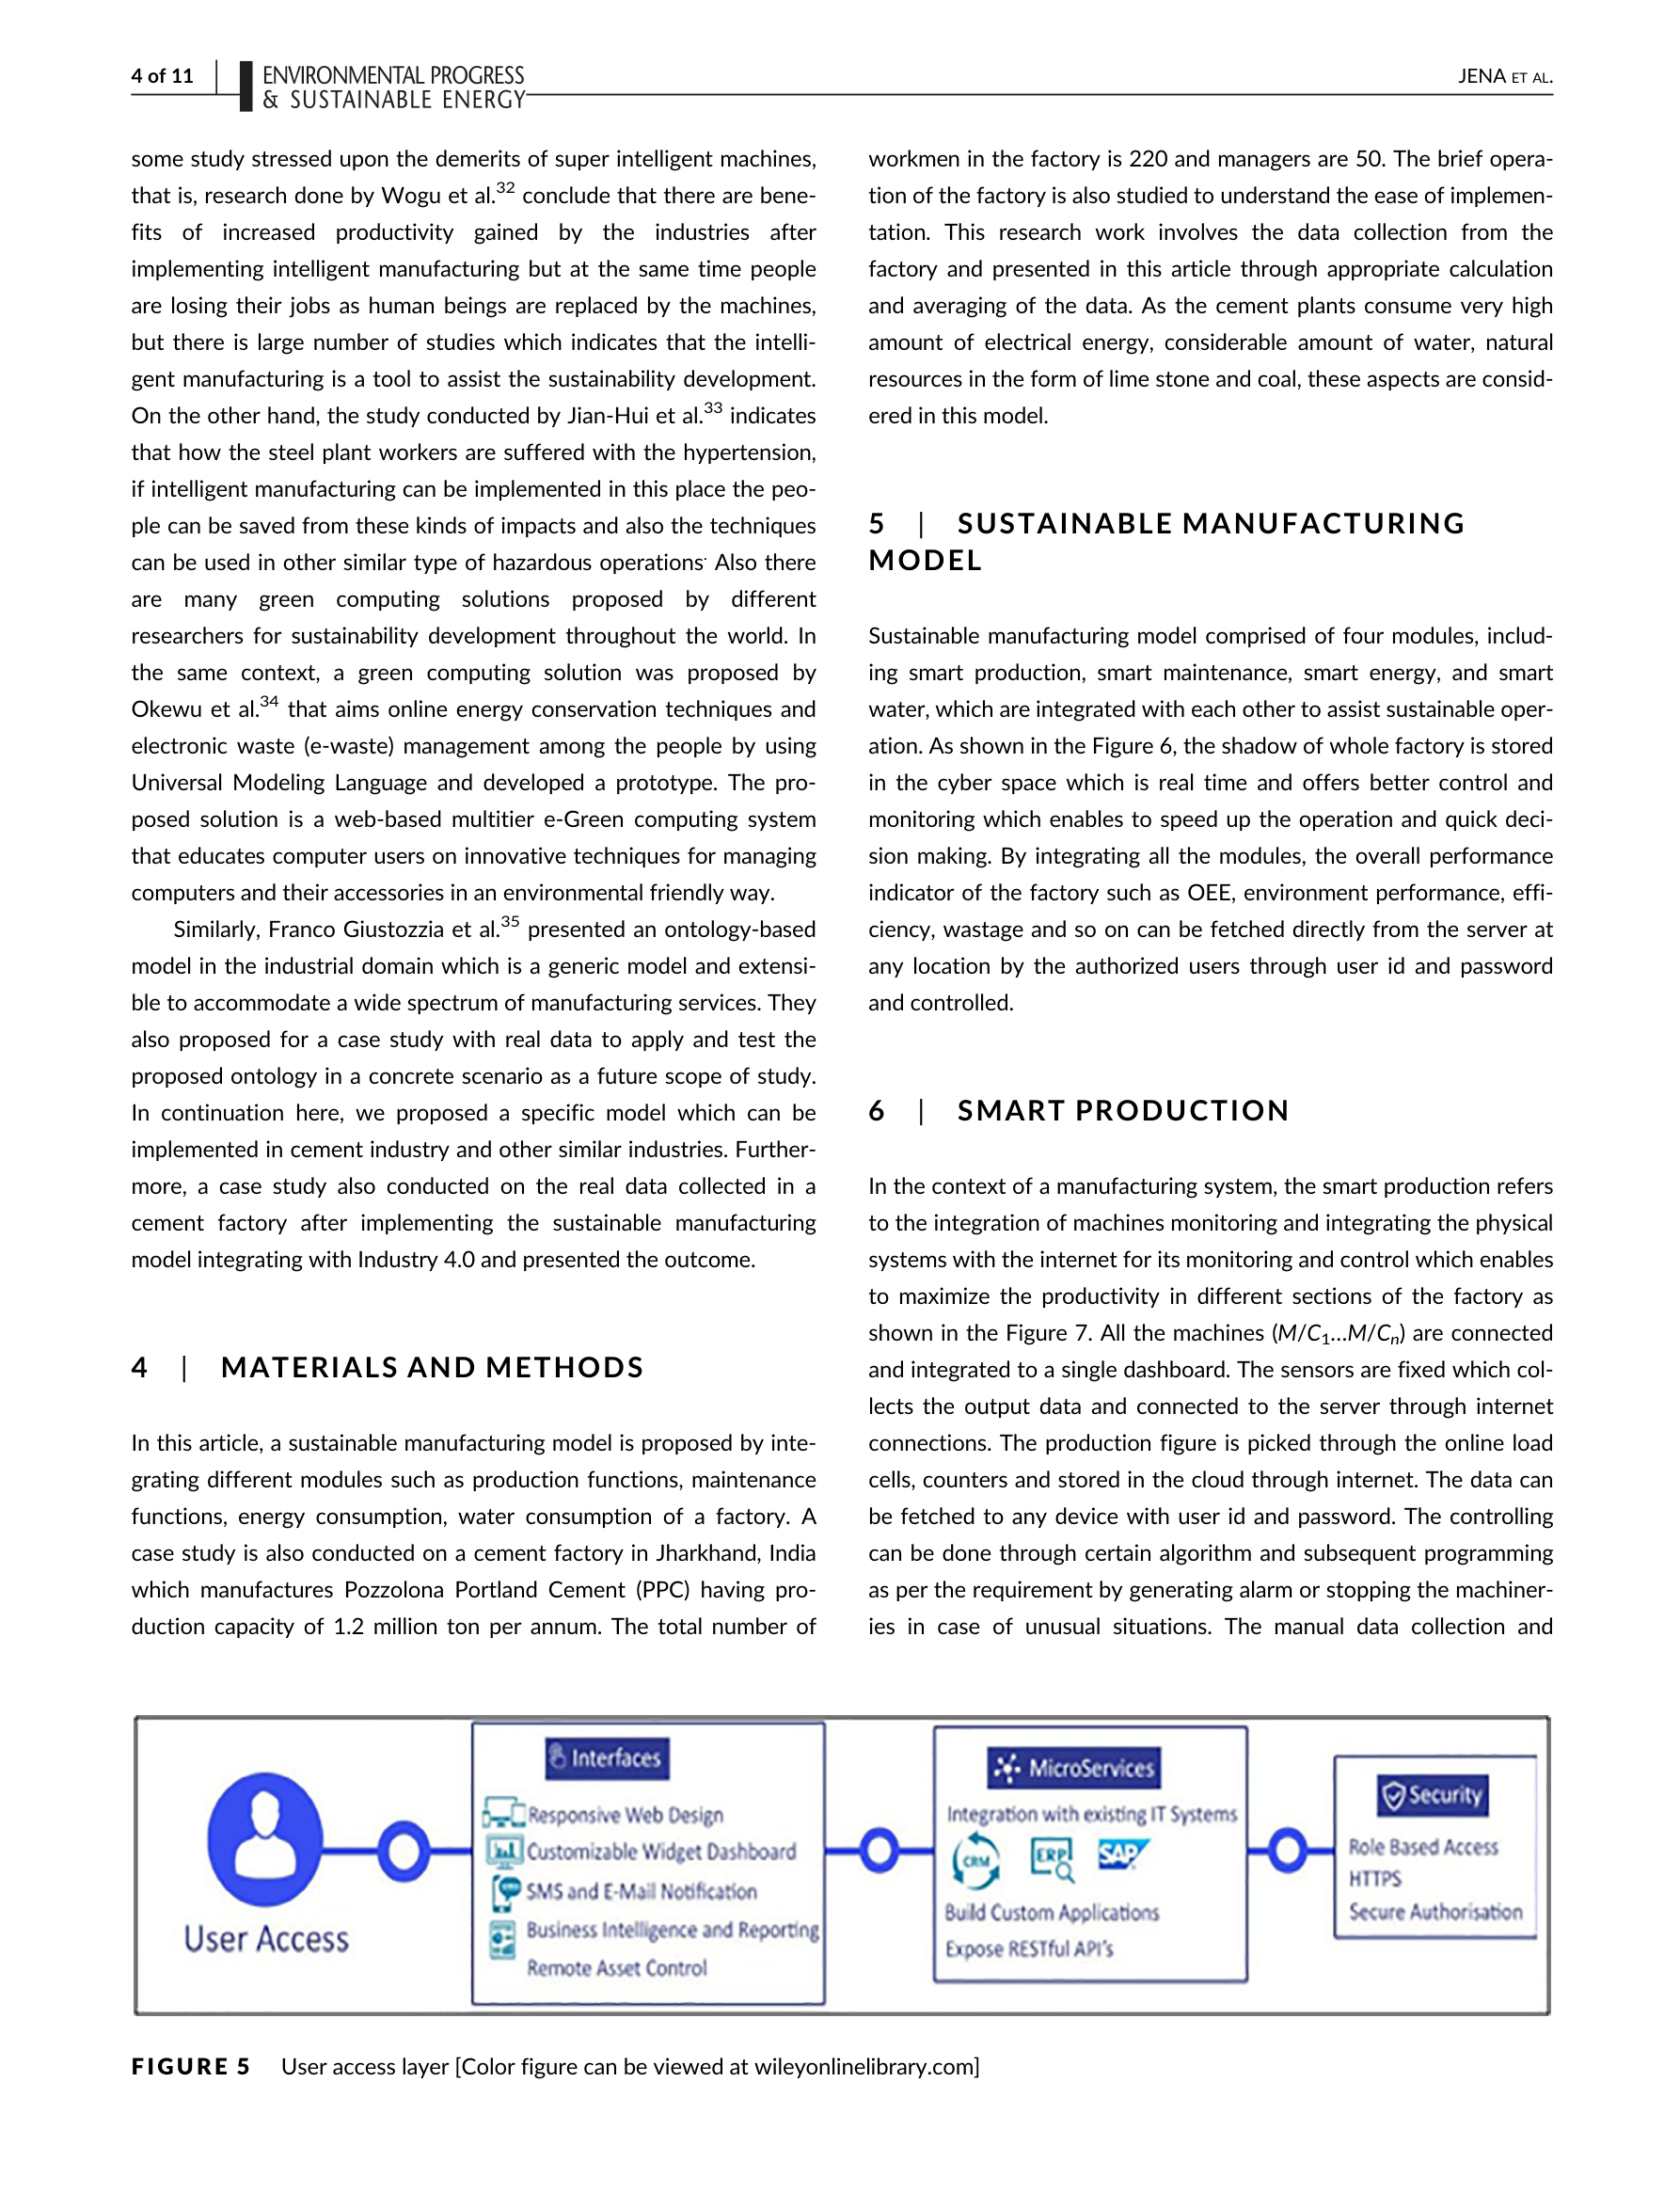 4 of 11
ENVIRONMENTAL PROGRESS
& SUSTAINABLE ENERGY
JENA ET AL.
some study stressed upon the demerits of super intelligent machines,
that is, research done by Wogu et al.32 conclude that there are bene-
fits of increased productivity gained by the industries after
implementing intelligent manufacturing but at the same time people
are losing their jobs as human beings are replaced by the machines,
but there is large number of studies which indicates that the intelli-
gent manufacturing is a tool to assist the sustainability development.
On the other hand, the study conducted by Jian-Hui et al.33 indicates
that how the steel plant workers are suffered with the hypertension,
if intelligent manufacturing can be implemented in this place the peo-
ple can be saved from these kinds of impacts and also the techniques
can be used in other similar type of hazardous operations. Also there
are many green computing solutions proposed by different
researchers for sustainability development throughout the world. In
the same context, a green computing solution was proposed by
Okewu et al.34 that aims online energy conservation techniques and
electronic waste (e-waste) management among the people by using
Universal Modeling Language and developed a prototype. The pro-
posed solution is a web-based multitier e-Green computing system
that educates computer users on innovative techniques for managing
computers and their accessories in an environmental friendly way.
Similarly, Franco Giustozzia et al.35 presented an ontology-based
model in the industrial domain which is a generic model and extensi-
ble to accommodate a wide spectrum of manufacturing services. They
also proposed for a case study with real data to apply and test the
proposed ontology in a concrete scenario as a future scope of study.
In continuation here, we proposed a specific model which can be
implemented in cement industry and other similar industries. Further-
more, a case study also conducted on the real data collected in a
cement factory after implementing the sustainable manufacturing
model integrating with Industry 4.0 and presented the outcome.
4 | MATERIALS AND METHODS
In this article, a sustainable manufacturing model is proposed by inte-
grating different modules such as production functions, maintenance
functions, energy consumption, water consumption of a factory. A
case study is also conducted on a cement factory in Jharkhand, India
which manufactures Pozzolona Portland Cement (PPC) having pro-
duction capacity of 1.2 million ton per annum. The total number of
workmen in the factory is 220 and managers are 50. The brief opera-
tion of the factory is also studied to understand the ease of implemen-
tation. This research work involves the data collection from the
factory and presented in this article through appropriate calculation
and averaging of the data. As the cement plants consume very high
amount of electrical energy, considerable amount of water, natural
resources in the form of lime stone and coal, these aspects are consid-
ered in this model.
5 | SUSTAINABLE MANUFACTURING
MODEL
Sustainable manufacturing model comprised of four modules, includ-
ing smart production, smart maintenance, smart energy, and smart
water, which are integrated with each other to assist sustainable oper-
ation. As shown in the Figure 6, the shadow of whole factory is stored
in the cyber space which is real time and offers better control and
monitoring which enables to speed up the operation and quick deci-
sion making. By integrating all the modules, the overall performance
indicator of the factory such as OEE, environment performance, effi-
ciency, wastage and so on can be fetched directly from the server at
any location by the authorized users through user id and password
and controlled.
6 | SMART PRODUCTION
In the context of a manufacturing system, the smart production refers
to the integration of machines monitoring and integrating the physical
systems with the internet for its monitoring and control which enables
to maximize the productivity in different sections of the factory as
shown in the Figure 7. All the machines (M/C1...M/Cn) are connected
and integrated to a single dashboard. The sensors are fixed which col-
lects the output data and connected to the server through internet
connections. The production figure is picked through the online load
cells, counters and stored in the cloud through internet. The data can
be fetched to any device with user id and password. The controlling
can be done through certain algorithm and subsequent programming
as per the requirement by generating alarm or stopping the machiner-
ies in case of unusual situations. The manual data collection and
User Access
Interfaces
Responsive Web Design
Customizable Widget Dashboard
SMS and E-Mail Notification
Business Intelligence and Reporting
Remote Asset Control
MicroServices
Integration with existing IT Systems
CRM ERP SAP
Build Custom Applications
Expose RESTful API's
Security
Role Based Access
HTTPS
Secure Authorisation
FIGURE 5 User access layer [Color figure can be viewed at wileyonlinelibrary.com]